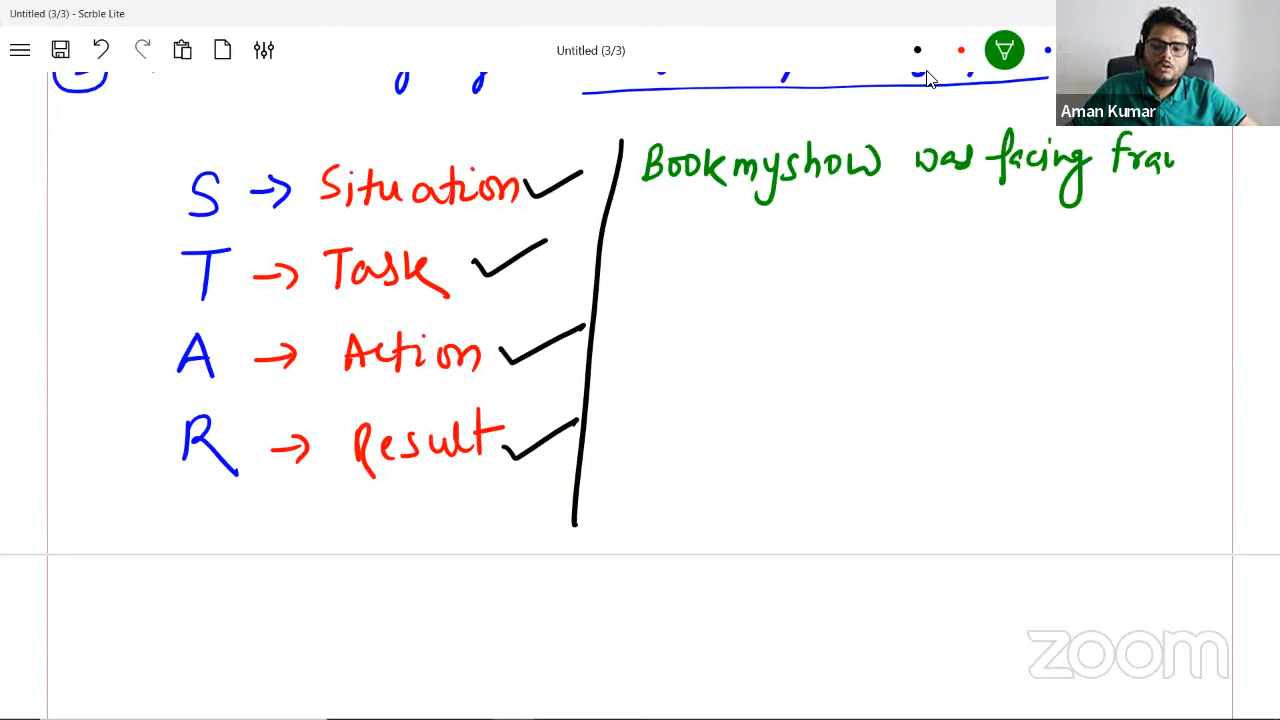 Untitled (3/3) - Scrble Lite
Untitled (3/3)
Aman Kumar
Bookmyshow was facing frau
S → Situation
T → Task
A → Action
R → Result
zoom